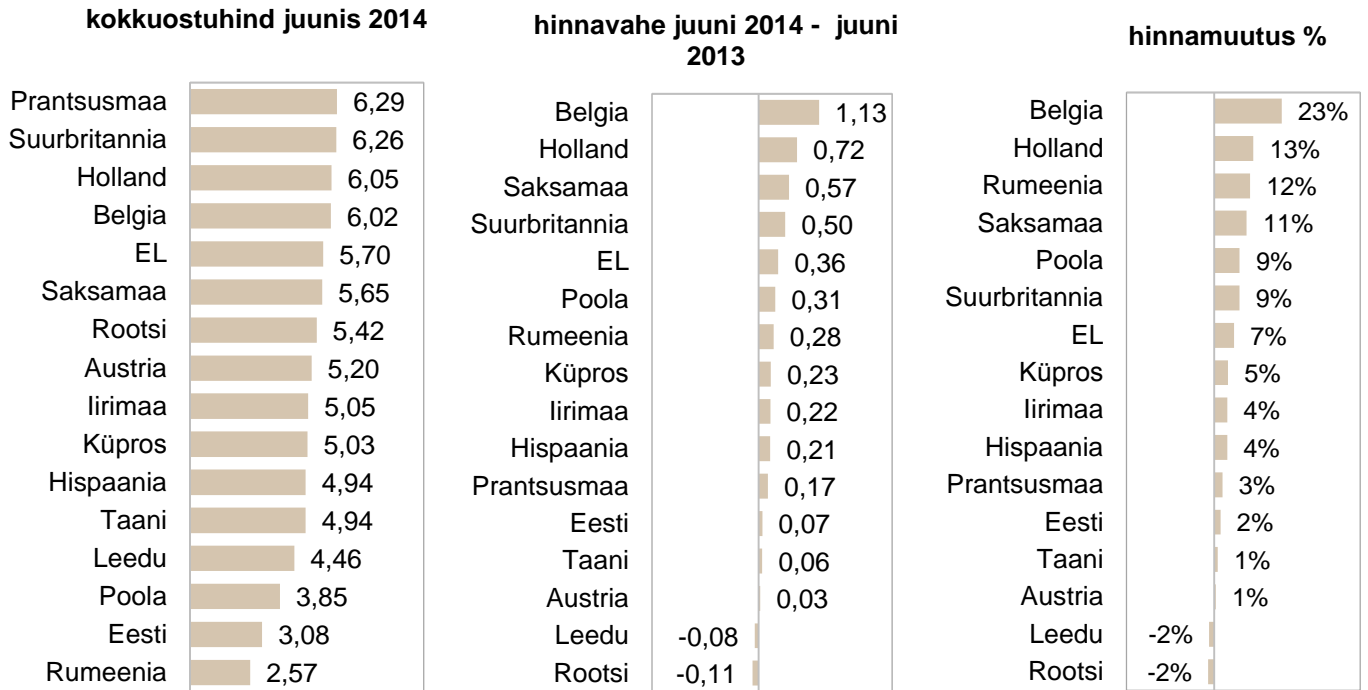 kokkuostuhind juunis 2014
Prantsusmaa 6,29
Suurbritannia 6,26
Holland 6,05
Belgia 6,02
EL 5,70
Saksamaa 5,65
Rootsi 5,42
Austria 5,20
Iirimaa 5,05
Küpros 5,03
Hispaania 4,94
Taani 4,94
Leedu 4,46
Poola 3,85
Eesti 3,08
Rumeenia 2,57
hinnavahe juuni 2014 - juuni
2013
Belgia 1,13
Holland 0,72
Saksamaa 0,57
Suurbritannia 0,50
EL 0,36
Poola 0,31
Rumeenia 0,28
Küpros 0,23
Iirimaa 0,22
Hispaania 0,21
Prantsusmaa 0,17
Eesti 0,07
Taani 0,06
Austria 0,03
Leedu -0,08
Rootsi -0,11
hinnamuutus %
Belgia 23%
Holland 13%
Rumeenia 12%
Saksamaa 11%
Poola 9%
Suurbritannia 9%
EL 7%
Küpros 5%
Iirimaa 4%
Hispaania 4%
Prantsusmaa 3%
Eesti 2%
Taani 1%
Austria 1%
Leedu -2%
Rootsi -2%